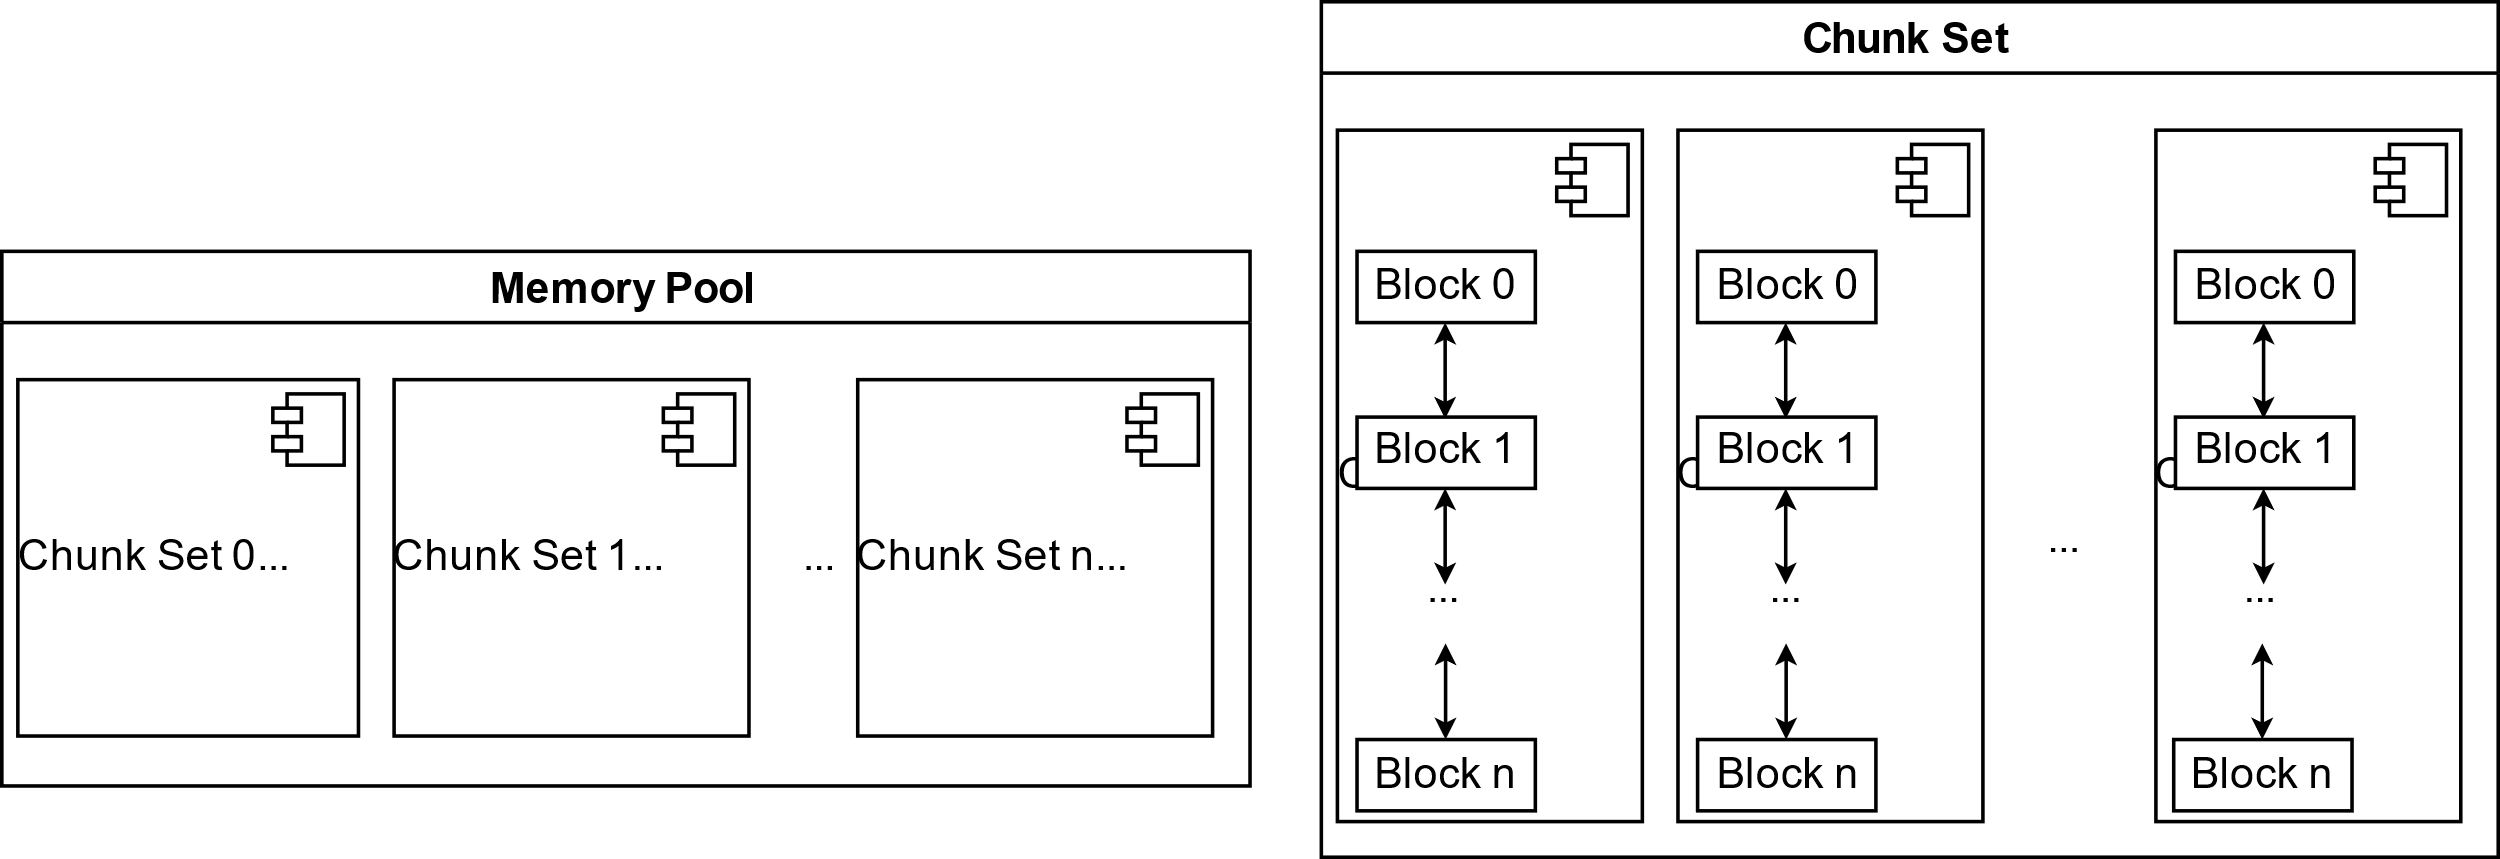 Memory Pool
Chunk Set 0...
Chunk Set 1...
...
Chunk Set n...
Chunk Set
Block 0
Block 1
...
Block n
Block 0
Block 1
...
Block n
...
Block 0
Block 1
...
Block n